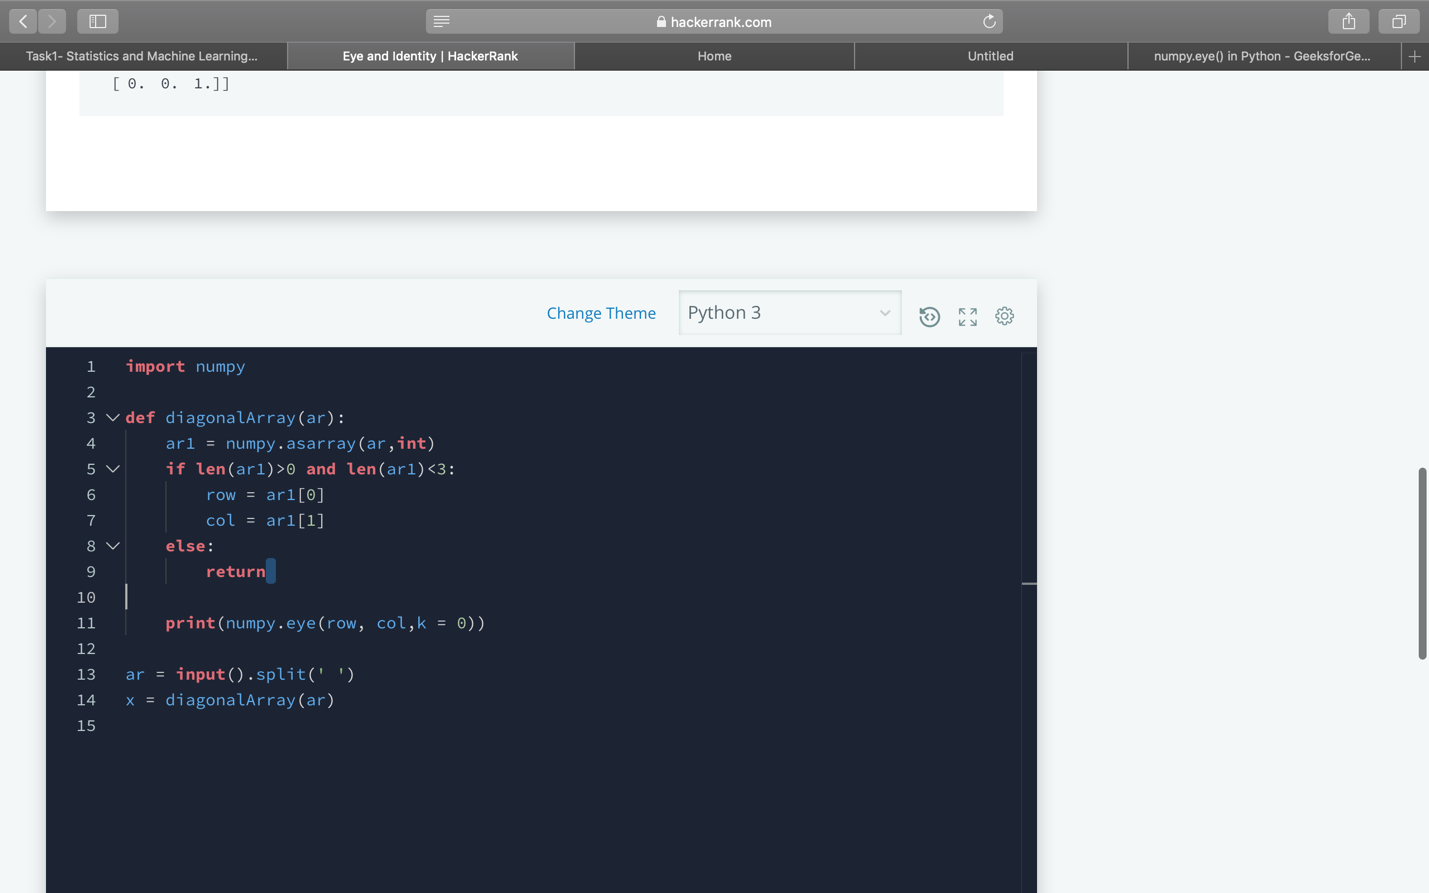 hackerrank.com
Task1- Statistics and Machine Learning...
Eye and Identity | HackerRank
Home
Untitled
numpy.eye() in Python - GeeksforGe...
[ 0. 0. 1.]]
Change Theme
Python 3
1 import numpy
2
3 def diagonalArray(ar):
4 ar1 = numpy.asarray(ar,int)
5 if len(ar1)>0 and len(ar1)<3:
6 row = ar1[0]
7 col = ar1[1]
8 else:
9 return
10
11 print(numpy.eye(row, col,k = 0))
12
13 ar = input().split(' ')
14 x = diagonalArray(ar)
15